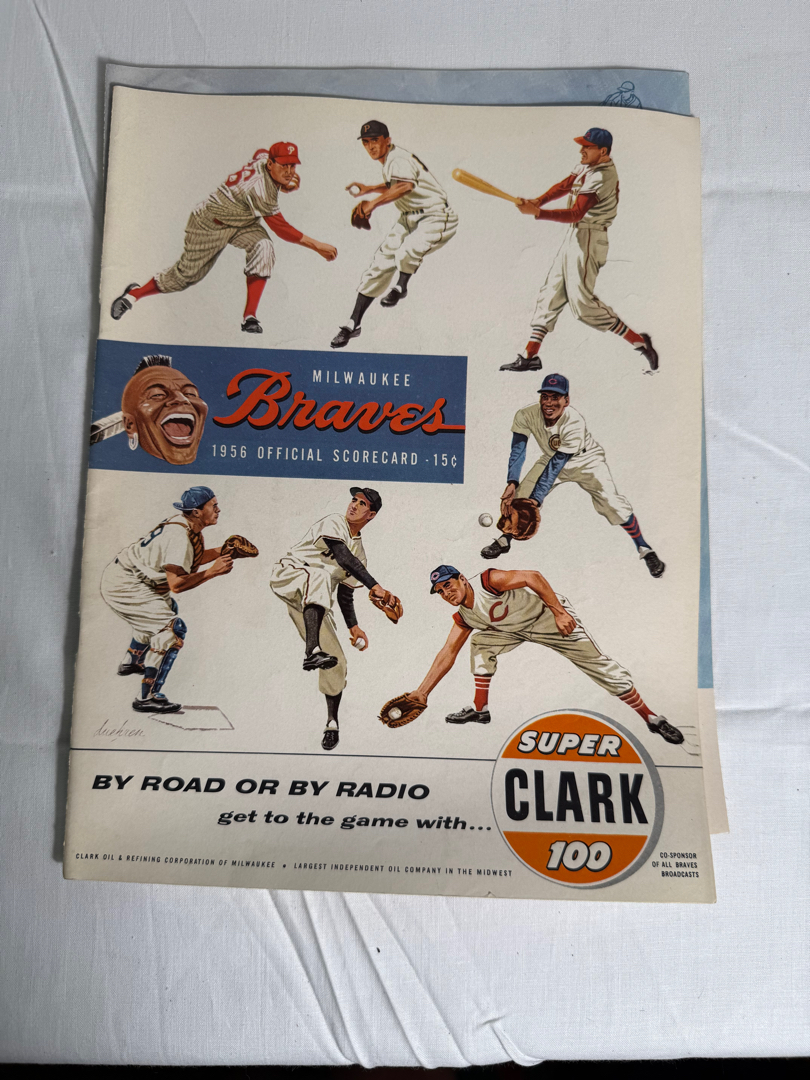 P
36
P
MILWAUKEE
Braves
1956 OFFICIAL SCORECARD - 15¢
C
C
C
BY ROAD OR BY RADIO
get to the game with...
SUPER
CLARK
100
CLARK OIL & REFINING CORPORATION OF MILWAUKEE • LARGEST INDEPENDENT OIL COMPANY IN THE MIDWEST
CO-SPONSOR
OF ALL BRAVES
BROADCASTS